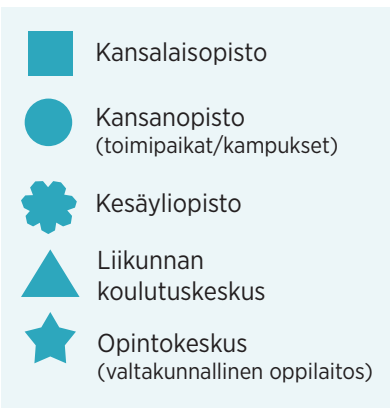 Kansalaisopisto
Kansanopisto
(toimipaikat/kampukset)
Kesäyliopisto
Liikunnan
koulutuskeskus
Opintokeskus
(valtakunnallinen oppilaitos)